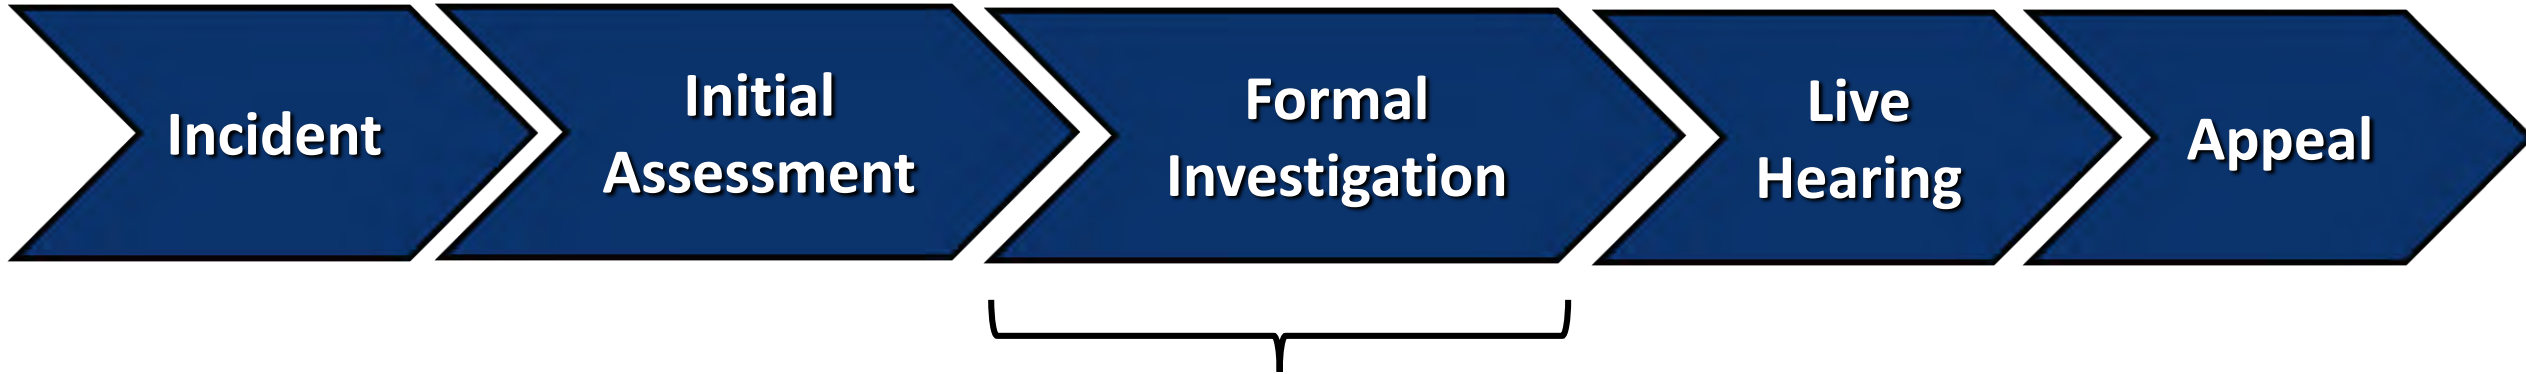 Incident
Initial
Assessment
Formal
Investigation
Live
Hearing
Appeal